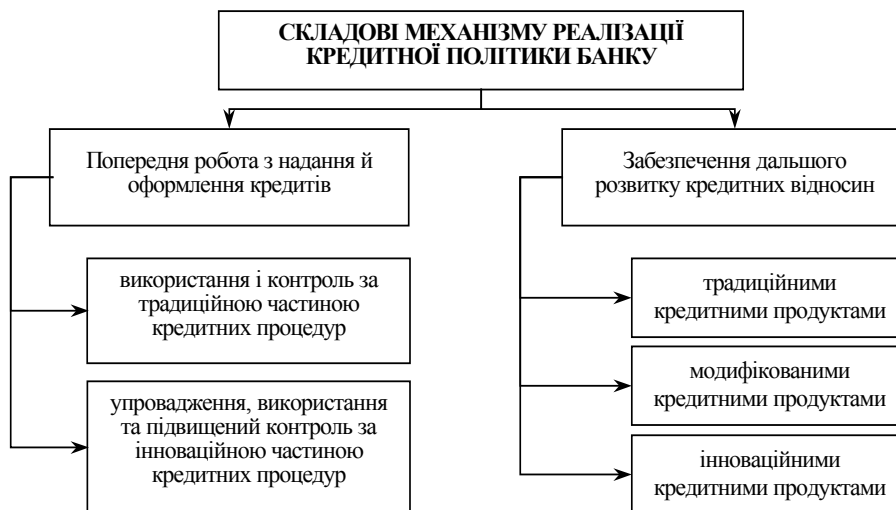 СКЛАДОВІ МЕХАНІЗМУ РЕАЛІЗАЦІЇ
КРЕДИТНОЇ ПОЛІТИКИ БАНКУ
Попередня робота з надання й
оформлення кредитів
використання і контроль за
традиційною частиною
кредитних процедур
упровадження, використання
та підвищений контроль за
інноваційною частиною
кредитних процедур
Забезпечення дальшого
розвитку кредитних відносин
традиційними
кредитними продуктами
модифікованими
кредитними продуктами
інноваційними
кредитними продуктами